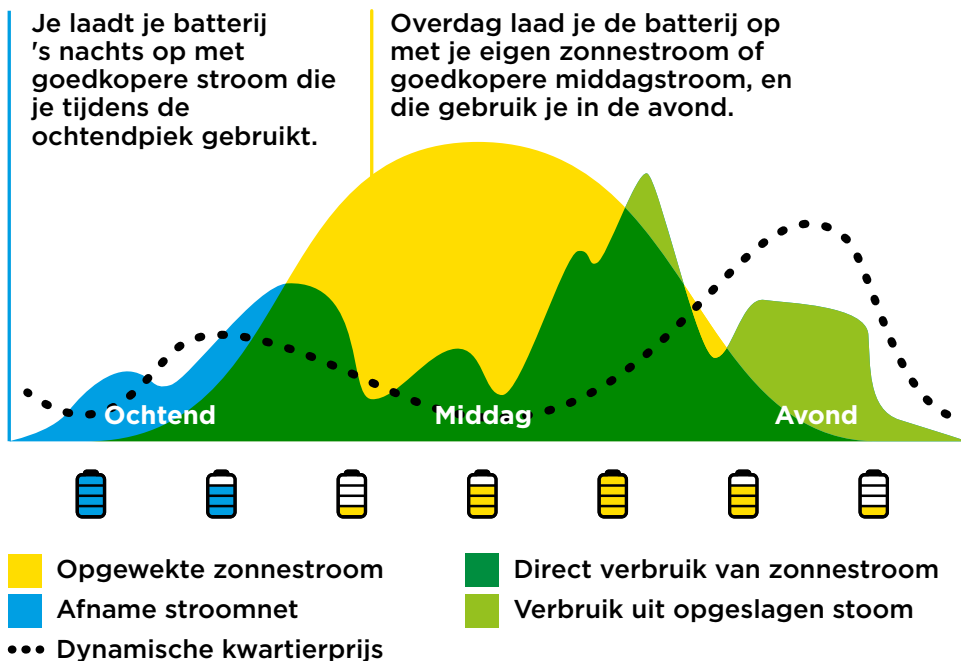 Je laadt je batterij
's nachts op met
goedkopere stroom die
je tijdens de
ochtendpiek gebruikt.
Overdag laad je de batterij op
met je eigen zonnestroom of
goedkopere middagstroom, en
die gebruik je in de avond.
Ochtend
Middag
Avond
Opgewekte zonnestroom
Afname stroomnet
Dynamische kwartierprijs
Direct verbruik van zonnestroom
Verbruik uit opgeslagen stoom